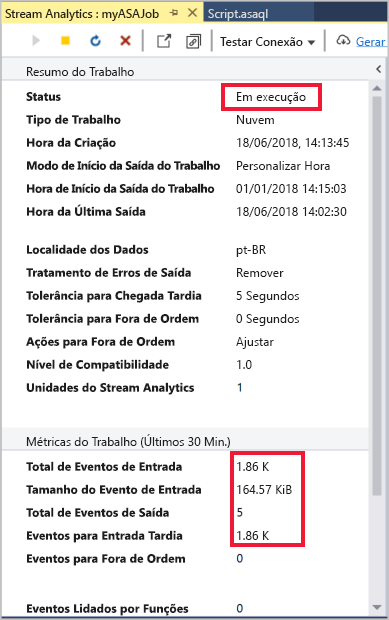 Stream Analytics : myASAJob Script.asaql
Testar Conexão Gerar
Resumo do Trabalho
Status Em execução
Tipo de Trabalho Nuvem
Hora da Criação 18/06/2018, 14:13:45
Modo de Início da Saída do Trabalho Personalizar Hora
Hora de Início da Saída do Trabalho 01/01/2018 14:15:03
Hora da Última Saída 18/06/2018 14:02:30
Localidade dos Dados pt-BR
Tratamento de Erros de Saída Remover
Tolerância para Chegada Tardia 5 Segundos
Tolerância para Fora de Ordem 0 Segundos
Ações para Fora de Ordem Ajustar
Nível de Compatibilidade 1.0
Unidades do Stream Analytics 1
Métricas do Trabalho (Últimos 30 Min.)
Total de Eventos de Entrada 1.86 K
Tamanho do Evento de Entrada 164.57 KiB
Total de Eventos de Saída 5
Eventos para Entrada Tardia 1.86 K
Eventos para Fora de Ordem 0
Eventos Lidados por Funções 0